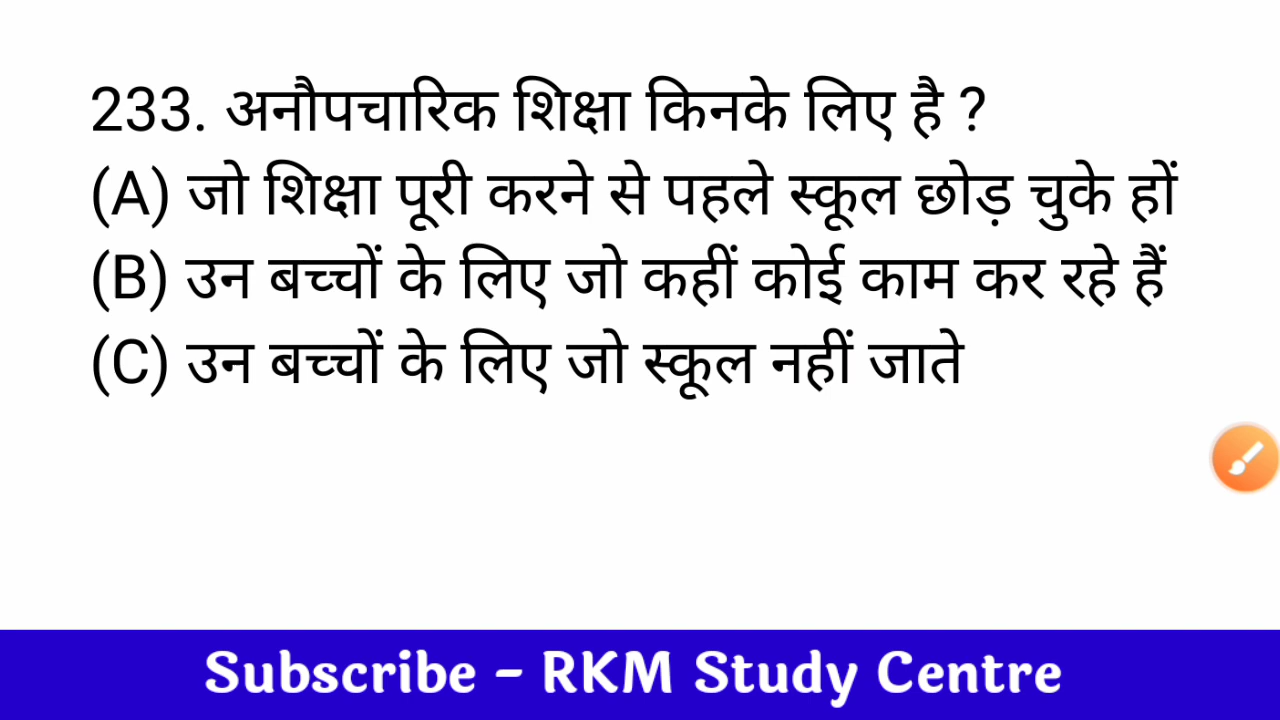 233. अनौपचारिक शिक्षा किनके लिए है ?
(A) जो शिक्षा पूरी करने से पहले स्कूल छोड़ चुके हों
(B) उन बच्चों के लिए जो कहीं कोई काम कर रहे हैं
(C) उन बच्चों के लिए जो स्कूल नहीं जाते
Subscribe - RKM Study Centre